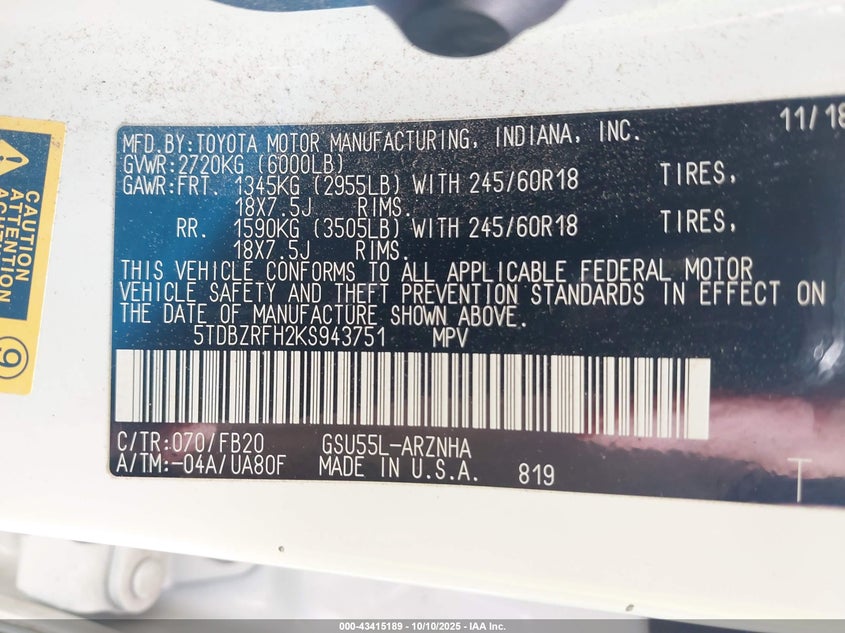 11/18
MFD.BY:TOYOTA MOTOR MANUFACTURING, INDIANA, INC.
GVWR:2720KG (6000LB)
GAWR:FRT. 1345KG (2955LB) WITH 245/60R18 TIRES,
18X7.5J RIMS.
RR. 1590KG (3505LB) WITH 245/60R18 TIRES,
18X7.5J RIMS.
THIS VEHICLE CONFORMS TO ALL APPLICABLE FEDERAL MOTOR
VEHICLE SAFETY AND THEFT PREVENTION STANDARDS IN EFFECT ON
THE DATE OF MANUFACTURE SHOWN ABOVE.
5TDBZRFH2KS943751 MPV
C/TR:070/FB20 GSU55L-ARZNHA
A/TM:-04A/UA80F MADE IN U.S.A. 819
T
CAUTION
ATTENTION
9
000-43415189 - 10/10/2025 - IAA Inc.